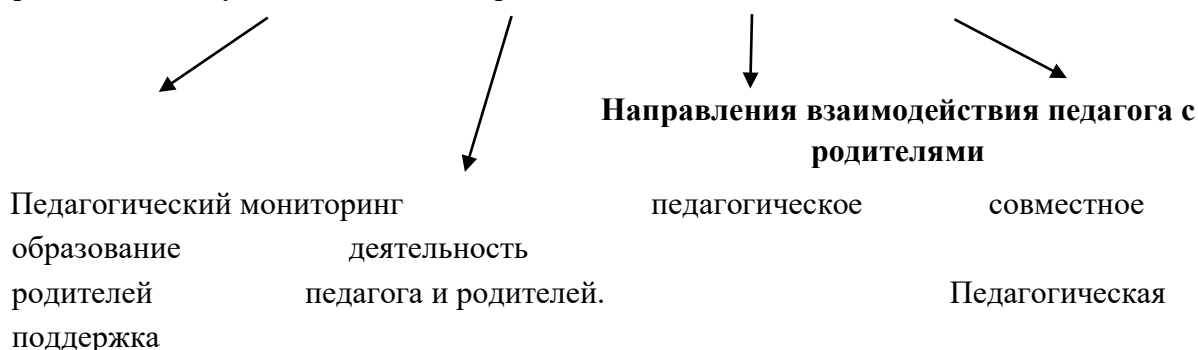 Направления взаимодействия педагога с
родителями
Педагогический мониторинг педагогическое совместное
образование деятельность
родителей педагога и родителей. Педагогическая
поддержка